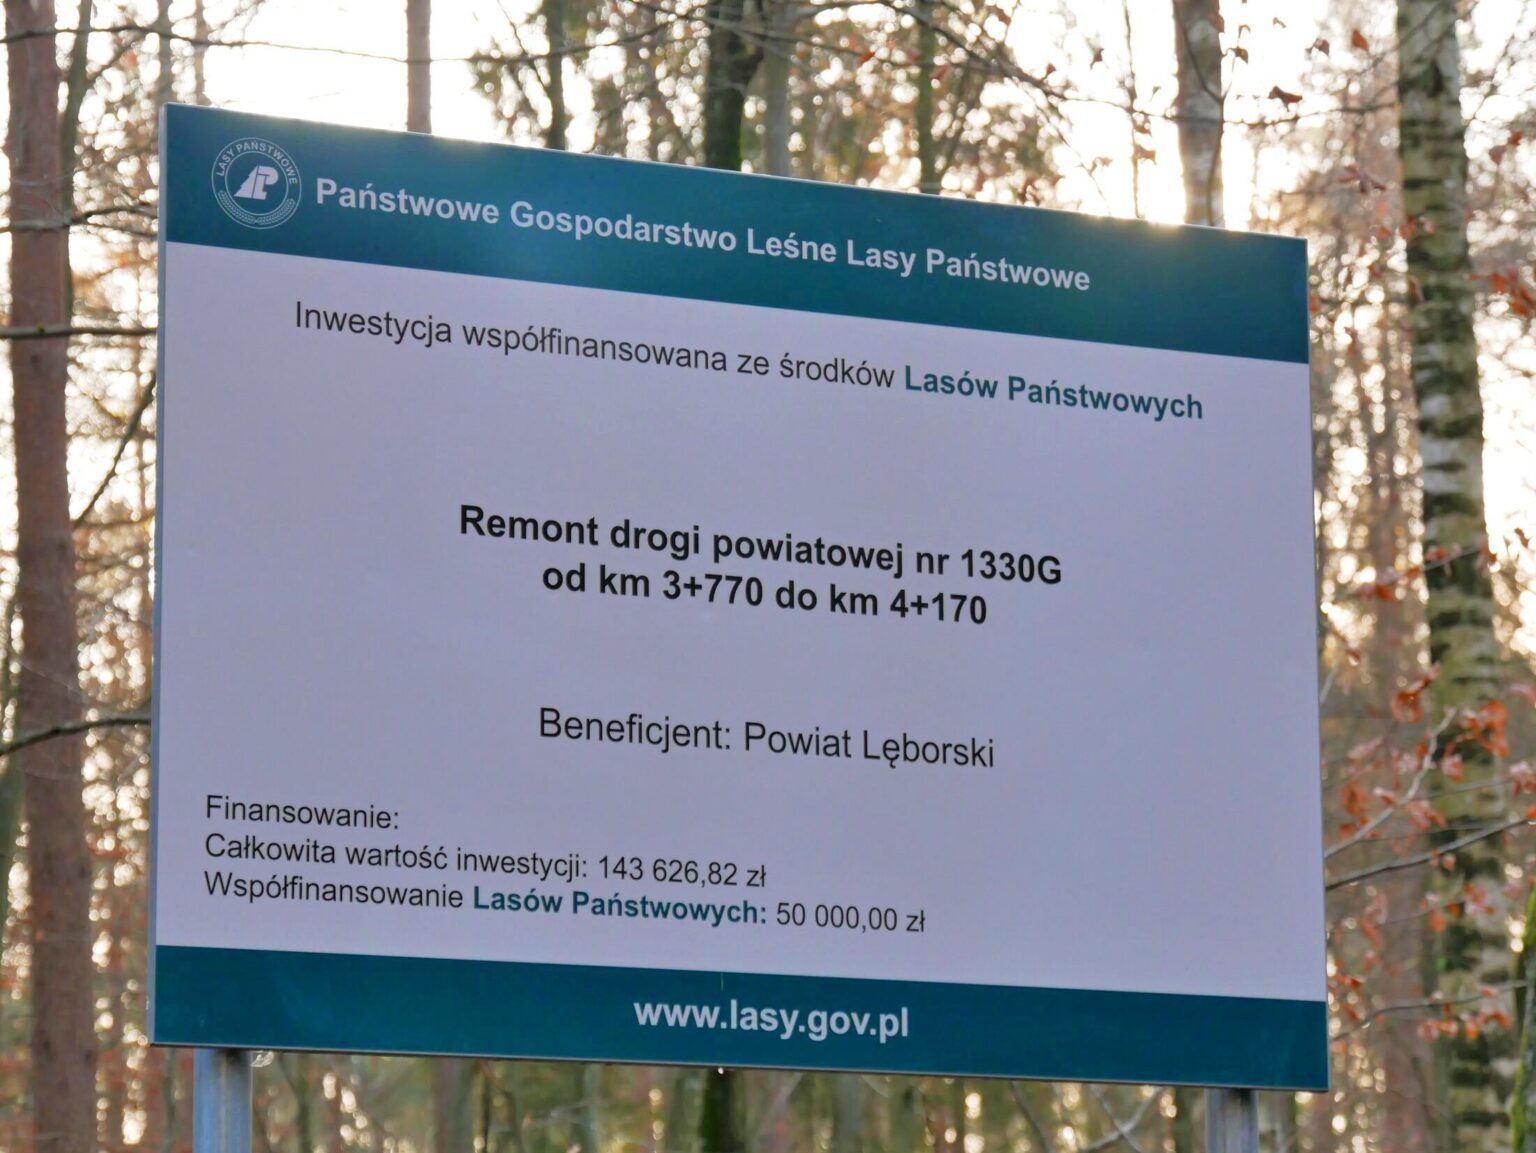 LASY PAŃSTWOWE
Państwowe Gospodarstwo Leśne Lasy Państwowe
Inwestycja współfinansowana ze środków Lasów Państwowych
Remont drogi powiatowej nr 1330G
od km 3+770 do km 4+170
Beneficjent: Powiat Lęborski
Finansowanie:
Całkowita wartość inwestycji: 143 626,82 zł
Współfinansowanie Lasów Państwowych: 50 000,00 zł
www.lasy.gov.pl